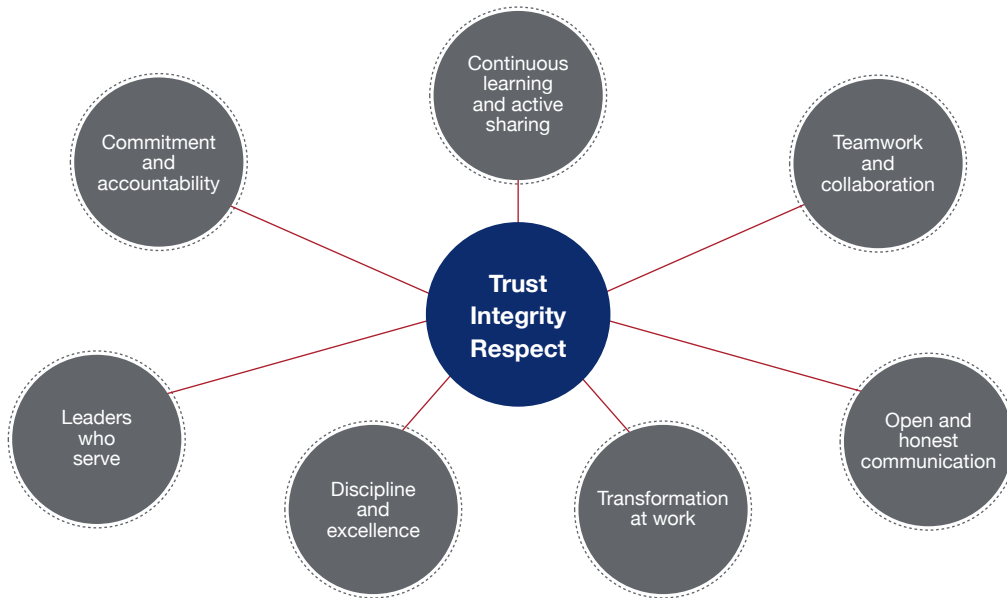 Continuous
learning
and active
sharing
Commitment
and
accountability
Teamwork
and
collaboration
Trust
Integrity
Respect
Leaders
who
serve
Open and
honest
communication
Discipline
and
excellence
Transformation
at work